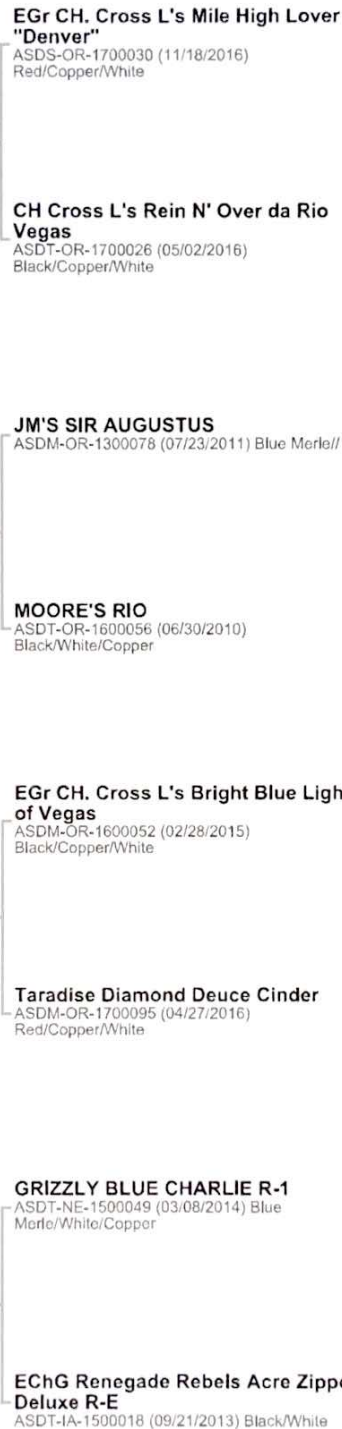 EGr CH. Cross L's Mile High Lover
"Denver"
ASDS-OR-1700030 (11/18/2016)
Red/Copper/White
CH Cross L's Rein N' Over da Rio
Vegas
ASDT-OR-1700026 (05/02/2016)
Black/Copper/White
JM'S SIR AUGUSTUS
ASDM-OR-1300078 (07/23/2011) Blue Merle//
MOORE'S RIO
ASDT-OR-1600056 (06/30/2010)
Black/White/Copper
EGr CH. Cross L's Bright Blue Ligh
of Vegas
ASDM-OR-1600052 (02/28/2015)
Black/Copper/White
Taradise Diamond Deuce Cinder
ASDM-OR-1700095 (04/27/2016)
Red/Copper/White
GRIZZLY BLUE CHARLIE R-1
ASDT-NE-1500049 (03/08/2014) Blue
Merle/White/Copper
EChG Renegade Rebels Acre Zippe
Deluxe R-E
ASDT-IA-1500018 (09/21/2013) Black/White